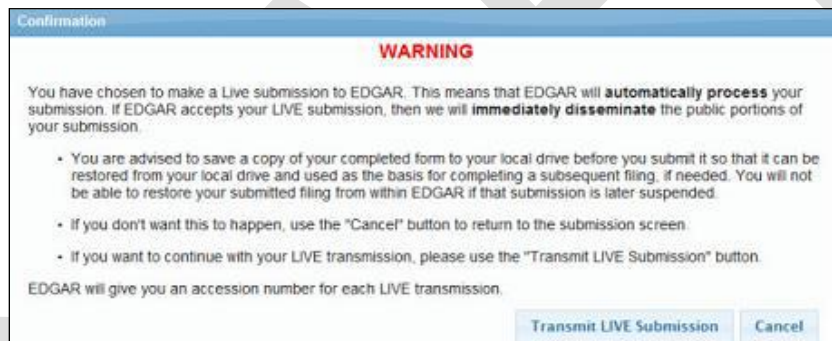 Confirmation
WARNING
You have chosen to make a Live submission to EDGAR. This means that EDGAR will automatically process your
submission. If EDGAR accepts your LIVE submission, then we will immediately disseminate the public portions of
your submission.
• You are advised to save a copy of your completed form to your local drive before you submit it so that it can be
restored from your local drive and used as the basis for completing a subsequent filing, if needed. You will not
be able to restore your submitted filing from within EDGAR if that submission is later suspended.
• If you don't want this to happen, use the "Cancel" button to return to the submission screen.
• If you want to continue with your LIVE transmission, please use the "Transmit LIVE Submission" button.
EDGAR will give you an accession number for each LIVE transmission.
Transmit LIVE Submission Cancel